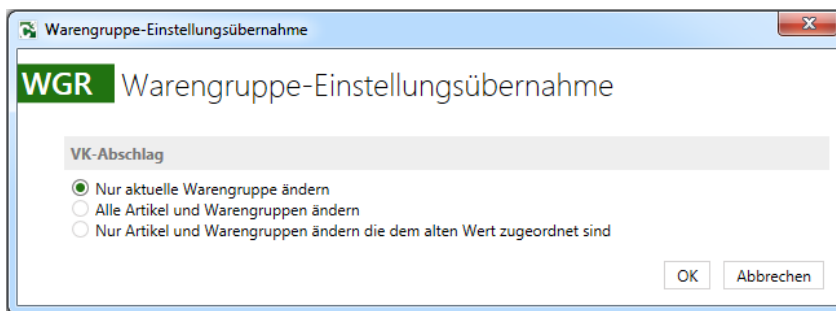 Warengruppe-Einstellungsübernahme
WGR Warengruppe-Einstellungsübernahme
VK-Abschlag
Nur aktuelle Warengruppe ändern
Alle Artikel und Warengruppen ändern
Nur Artikel und Warengruppen ändern die dem alten Wert zugeordnet sind
OK Abbrechen